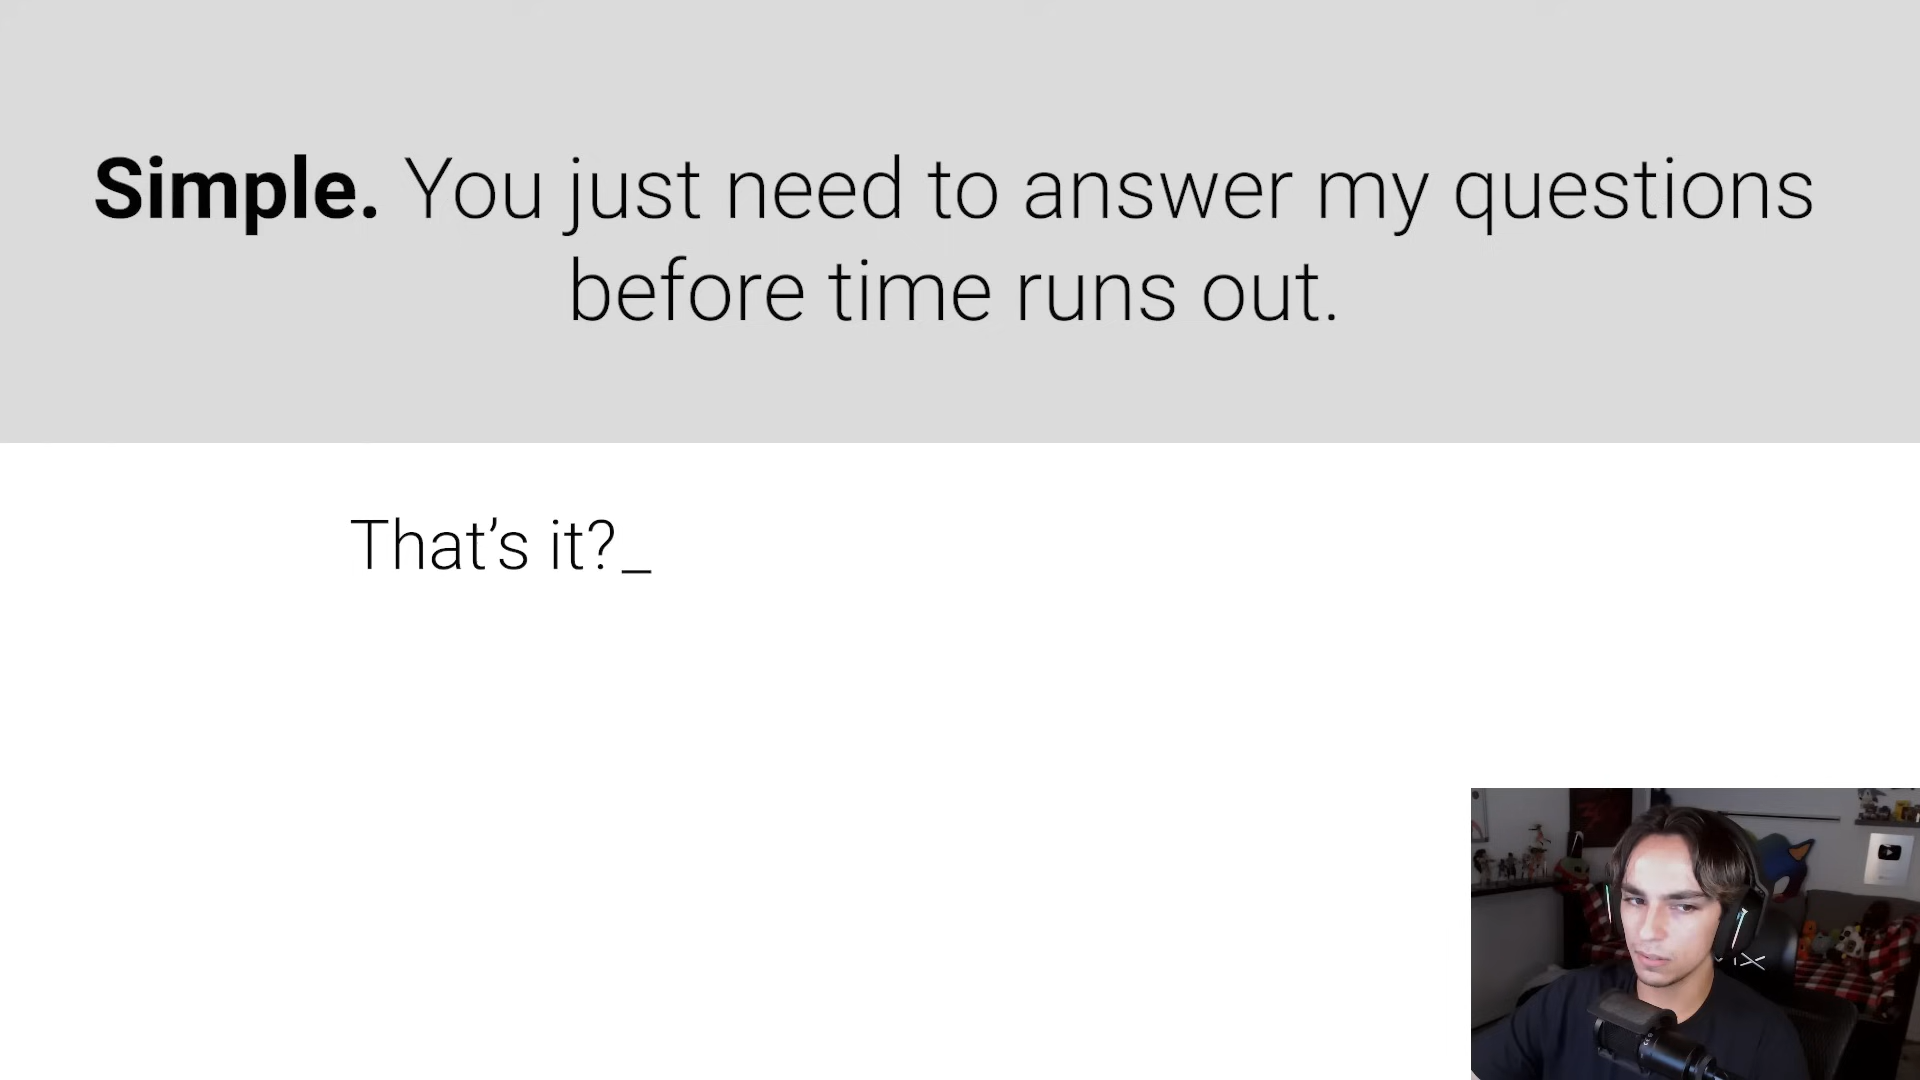 Simple. You just need to answer my questions
before time runs out.
That’s it?_